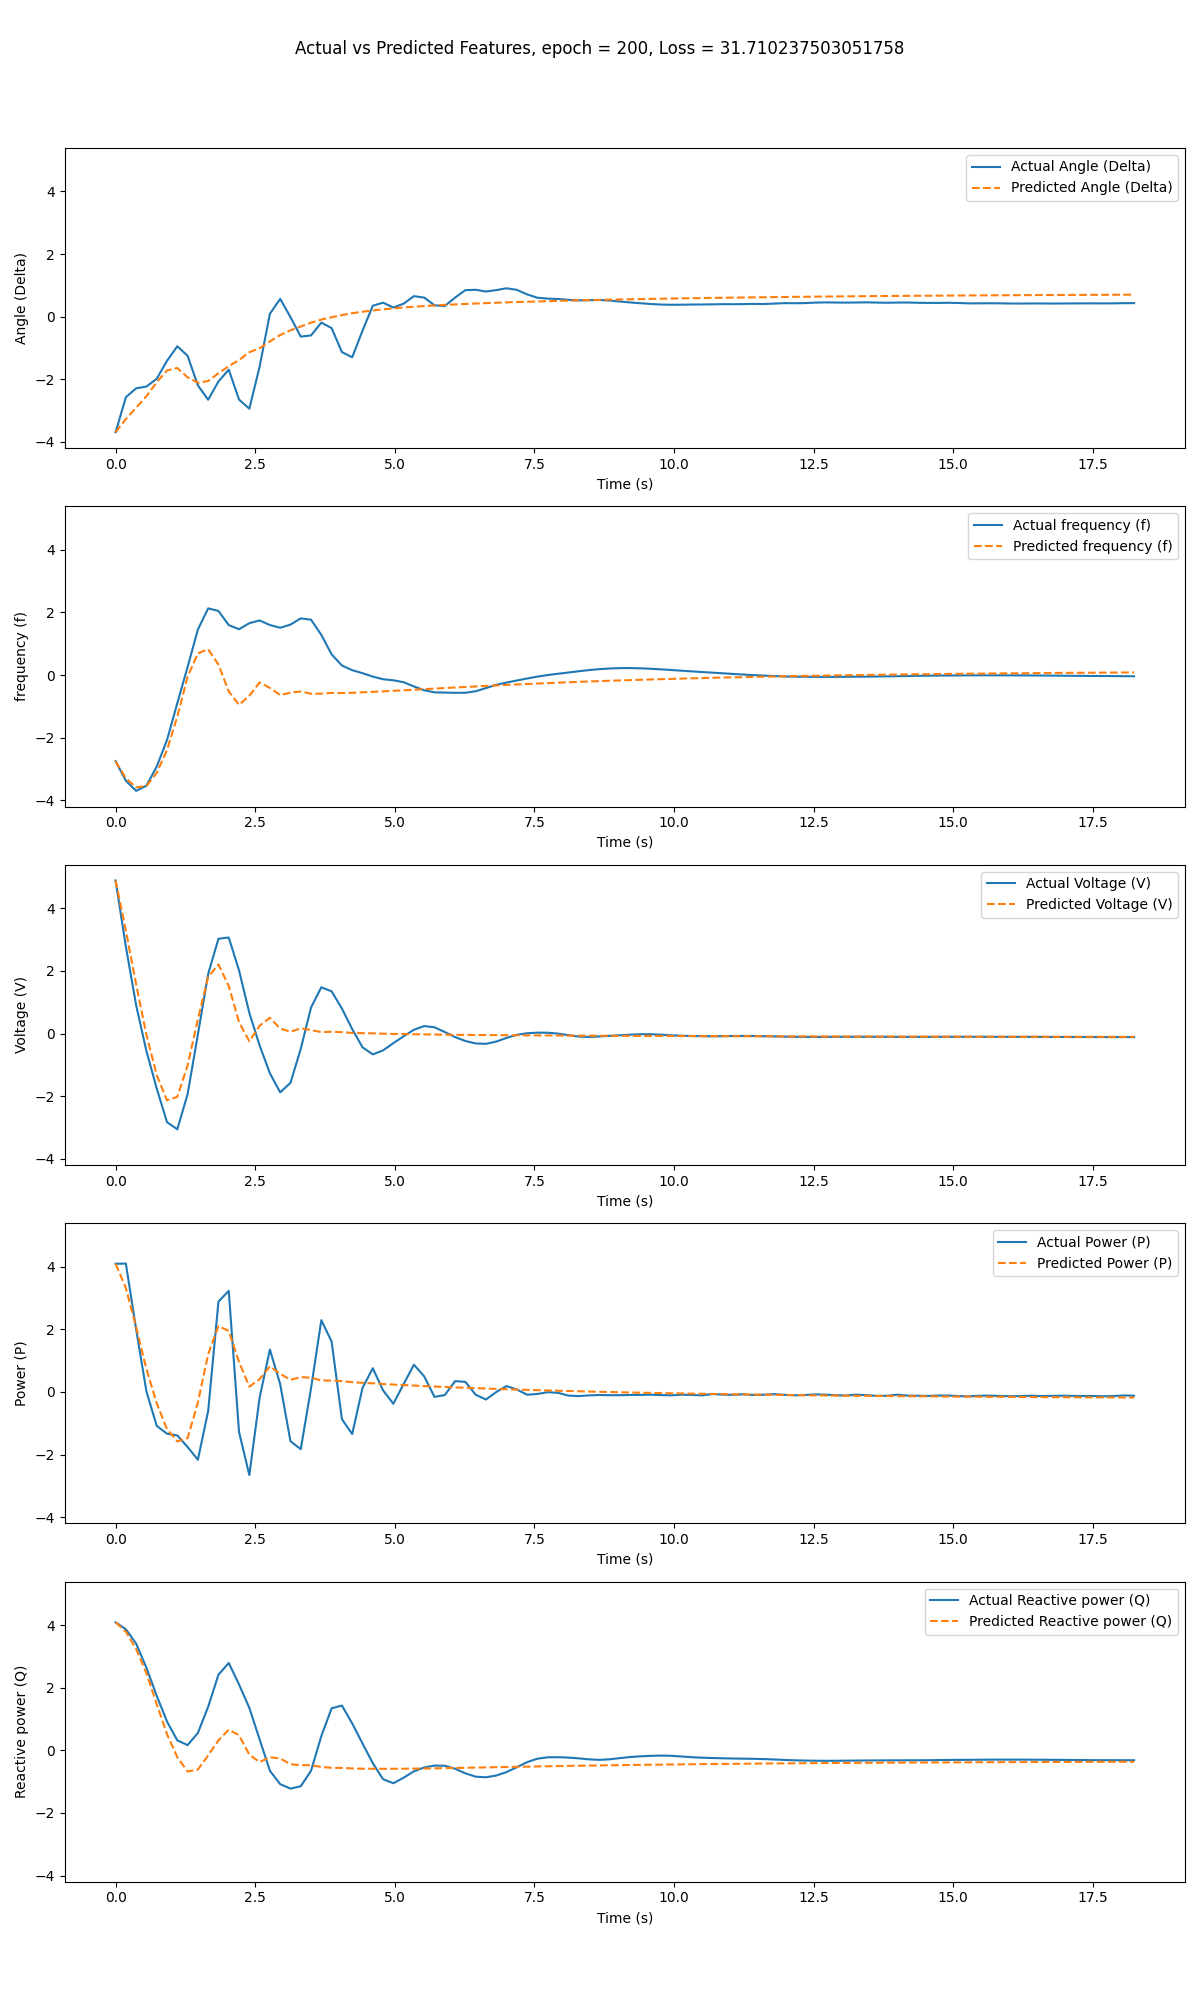 Actual vs Predicted Features, epoch = 200, Loss = 31.710237503051758
Actual Angle (Delta)
Predicted Angle (Delta)
Angle (Delta)
4
2
0
−2
−4
0.0 2.5 5.0 7.5 10.0 12.5 15.0 17.5
Time (s)
Actual frequency (f)
Predicted frequency (f)
frequency (f)
4
2
0
−2
−4
0.0 2.5 5.0 7.5 10.0 12.5 15.0 17.5
Time (s)
Actual Voltage (V)
Predicted Voltage (V)
Voltage (V)
4
2
0
−2
−4
0.0 2.5 5.0 7.5 10.0 12.5 15.0 17.5
Time (s)
Actual Power (P)
Predicted Power (P)
Power (P)
4
2
0
−2
−4
0.0 2.5 5.0 7.5 10.0 12.5 15.0 17.5
Time (s)
Actual Reactive power (Q)
Predicted Reactive power (Q)
Reactive power (Q)
4
2
0
−2
−4
0.0 2.5 5.0 7.5 10.0 12.5 15.0 17.5
Time (s)